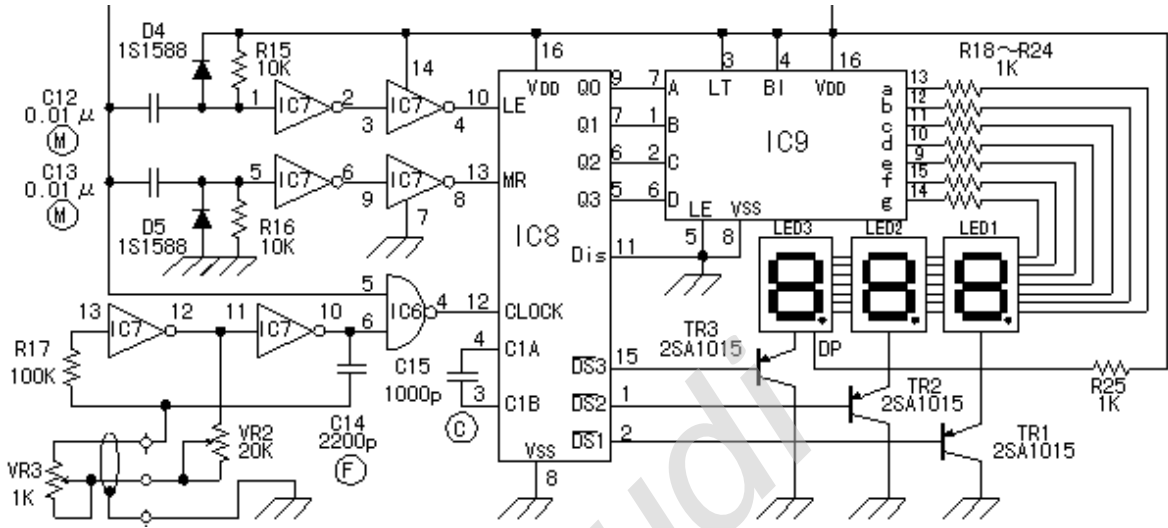 D4
1S1588
R15
10K
C12
0.01μ
M
1
IC7
2
3
14
IC7
4
10
LE
16
VDD
Q0
9
7
A
3
LT
4
BI
16
VDD
IC9
Q1
7
1
B
Q2
6
2
C
Q3
5
6
D
LE
5
VSS
8
a
13
b
12
c
11
d
10
e
9
f
15
g
14
R18〜R24
1K
C13
0.01μ
M
5
IC7
6
9
IC7
8
7
13
MR
D5
1S1588
R16
10K
IC8
Dis
11
LED3
LED2
LED1
13
IC7
12
11
IC7
10
5
6
IC6
4
12
CLOCK
R17
100K
C15
1000p
C
4
C1A
3
C1B
C14
2200p
F
VR2
20K
VR3
1K
DS3
15
DS2
1
DS1
2
VSS
8
TR3
2SA1015
DP
TR2
2SA1015
TR1
2SA1015
R25
1K